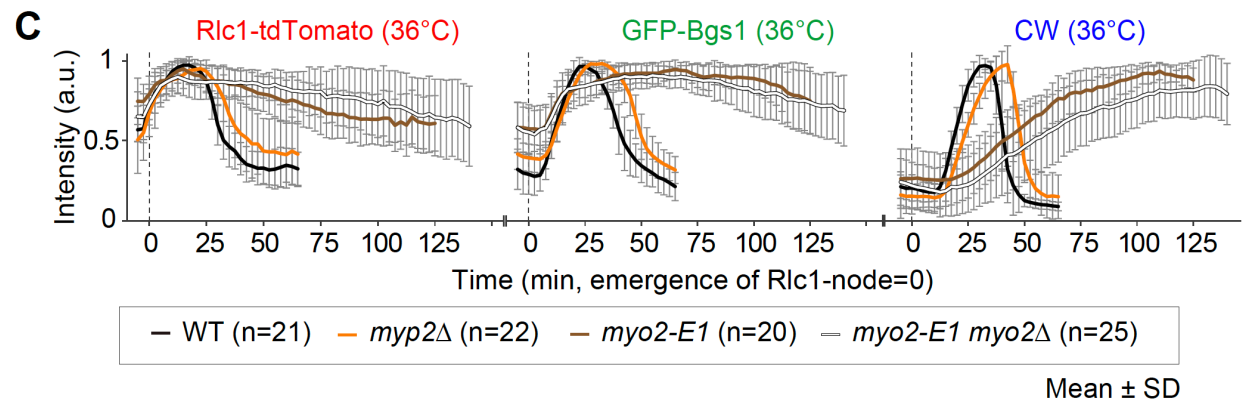 C
Rlc1-tdTomato (36°C) GFP-Bgs1 (36°C) CW (36°C)
Intensity (a.u.)
1
0.5
0
0 25 50 75 100 125 0 25 50 75 100 125 0 25 50 75 100 125
Time (min, emergence of Rlc1-node=0)
WT (n=21) myp2Δ (n=22) myo2-E1 (n=20) myo2-E1 myo2Δ (n=25)
Mean ± SD